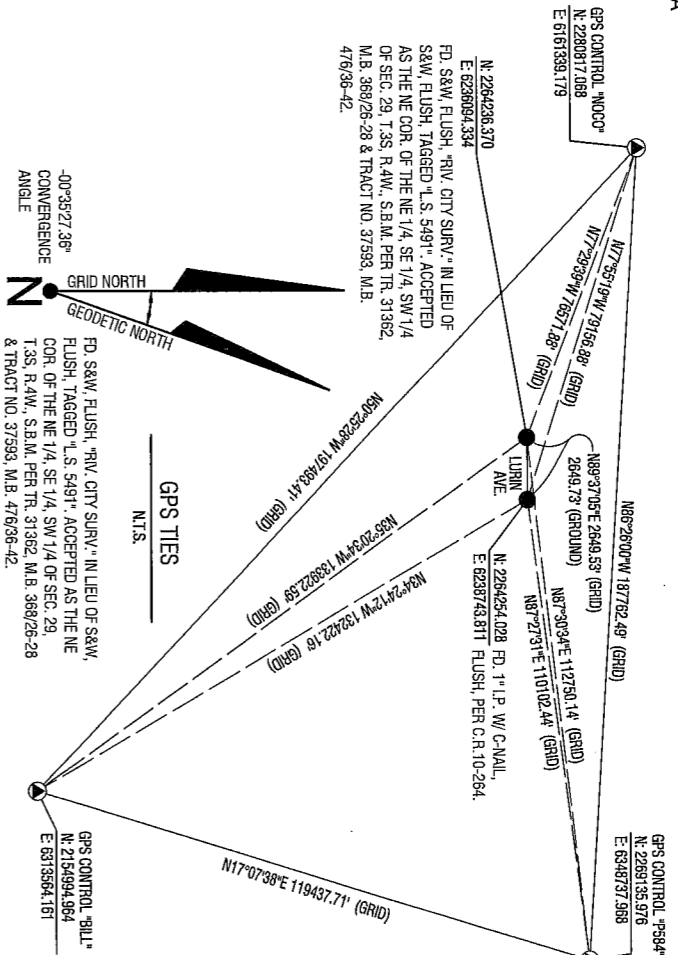 GPS CONTROL "NOCO"
N: 2280817.068
E: 6161339.179
N: 2264236.370
E: 6236094.334
FD. S&W, FLUSH, "RIV. CITY SURV." IN LIEU OF
S&W, FLUSH, TAGGED "L.S. 5491". ACCEPTED
AS THE NE COR. OF THE NE 1/4, SE 1/4, SW 1/4
OF SEC. 29, T.3S, R.4W., S.B.M. PER TR. 31362,
M.B. 368/26-28 & TRACT NO. 37593, M.B.
476/36-42.
N77°55'19"W 79156.88' (GRID)
N77°29'39"W 76571.88' (GRID)
N86°26'00"W 187762.49' (GRID)
N89°37'05"E 2649.53' (GRID)
2649.73' (GROUND)
LURIN
AVE.
N87°30'34"E 112750.14' (GRID)
N87°27'31"E 110102.44' (GRID)
N: 2264254.028
E: 6238743.811
FD. 1" I.P. W/ C-NAIL,
FLUSH, PER C.R.10-264.
GPS CONTROL "P584"
N: 2269135.976
E: 6348737.968
N50°25'28"W 197493.41' (GRID)
N35°20'34"W 133922.59' (GRID)
N34°24'12"W 132422.16' (GRID)
N17°07'38"E 119437.71' (GRID)
GPS CONTROL "BILL"
N: 2154994.964
E: 6313564.161
GPS TIES
N.T.S.
-00°35'27.36"
CONVERGENCE
ANGLE
N
GRID NORTH
GEODETIC NORTH
FD. S&W, FLUSH, "RIV. CITY SURV." IN LIEU OF S&W,
FLUSH, TAGGED "L.S. 5491". ACCEPTED AS THE NE
COR. OF THE NE 1/4, SE 1/4, SW 1/4 OF SEC. 29,
T.3S, R.4W., S.B.M. PER TR. 31362, M.B. 368/26-28
& TRACT NO. 37593, M.B. 476/36-42.